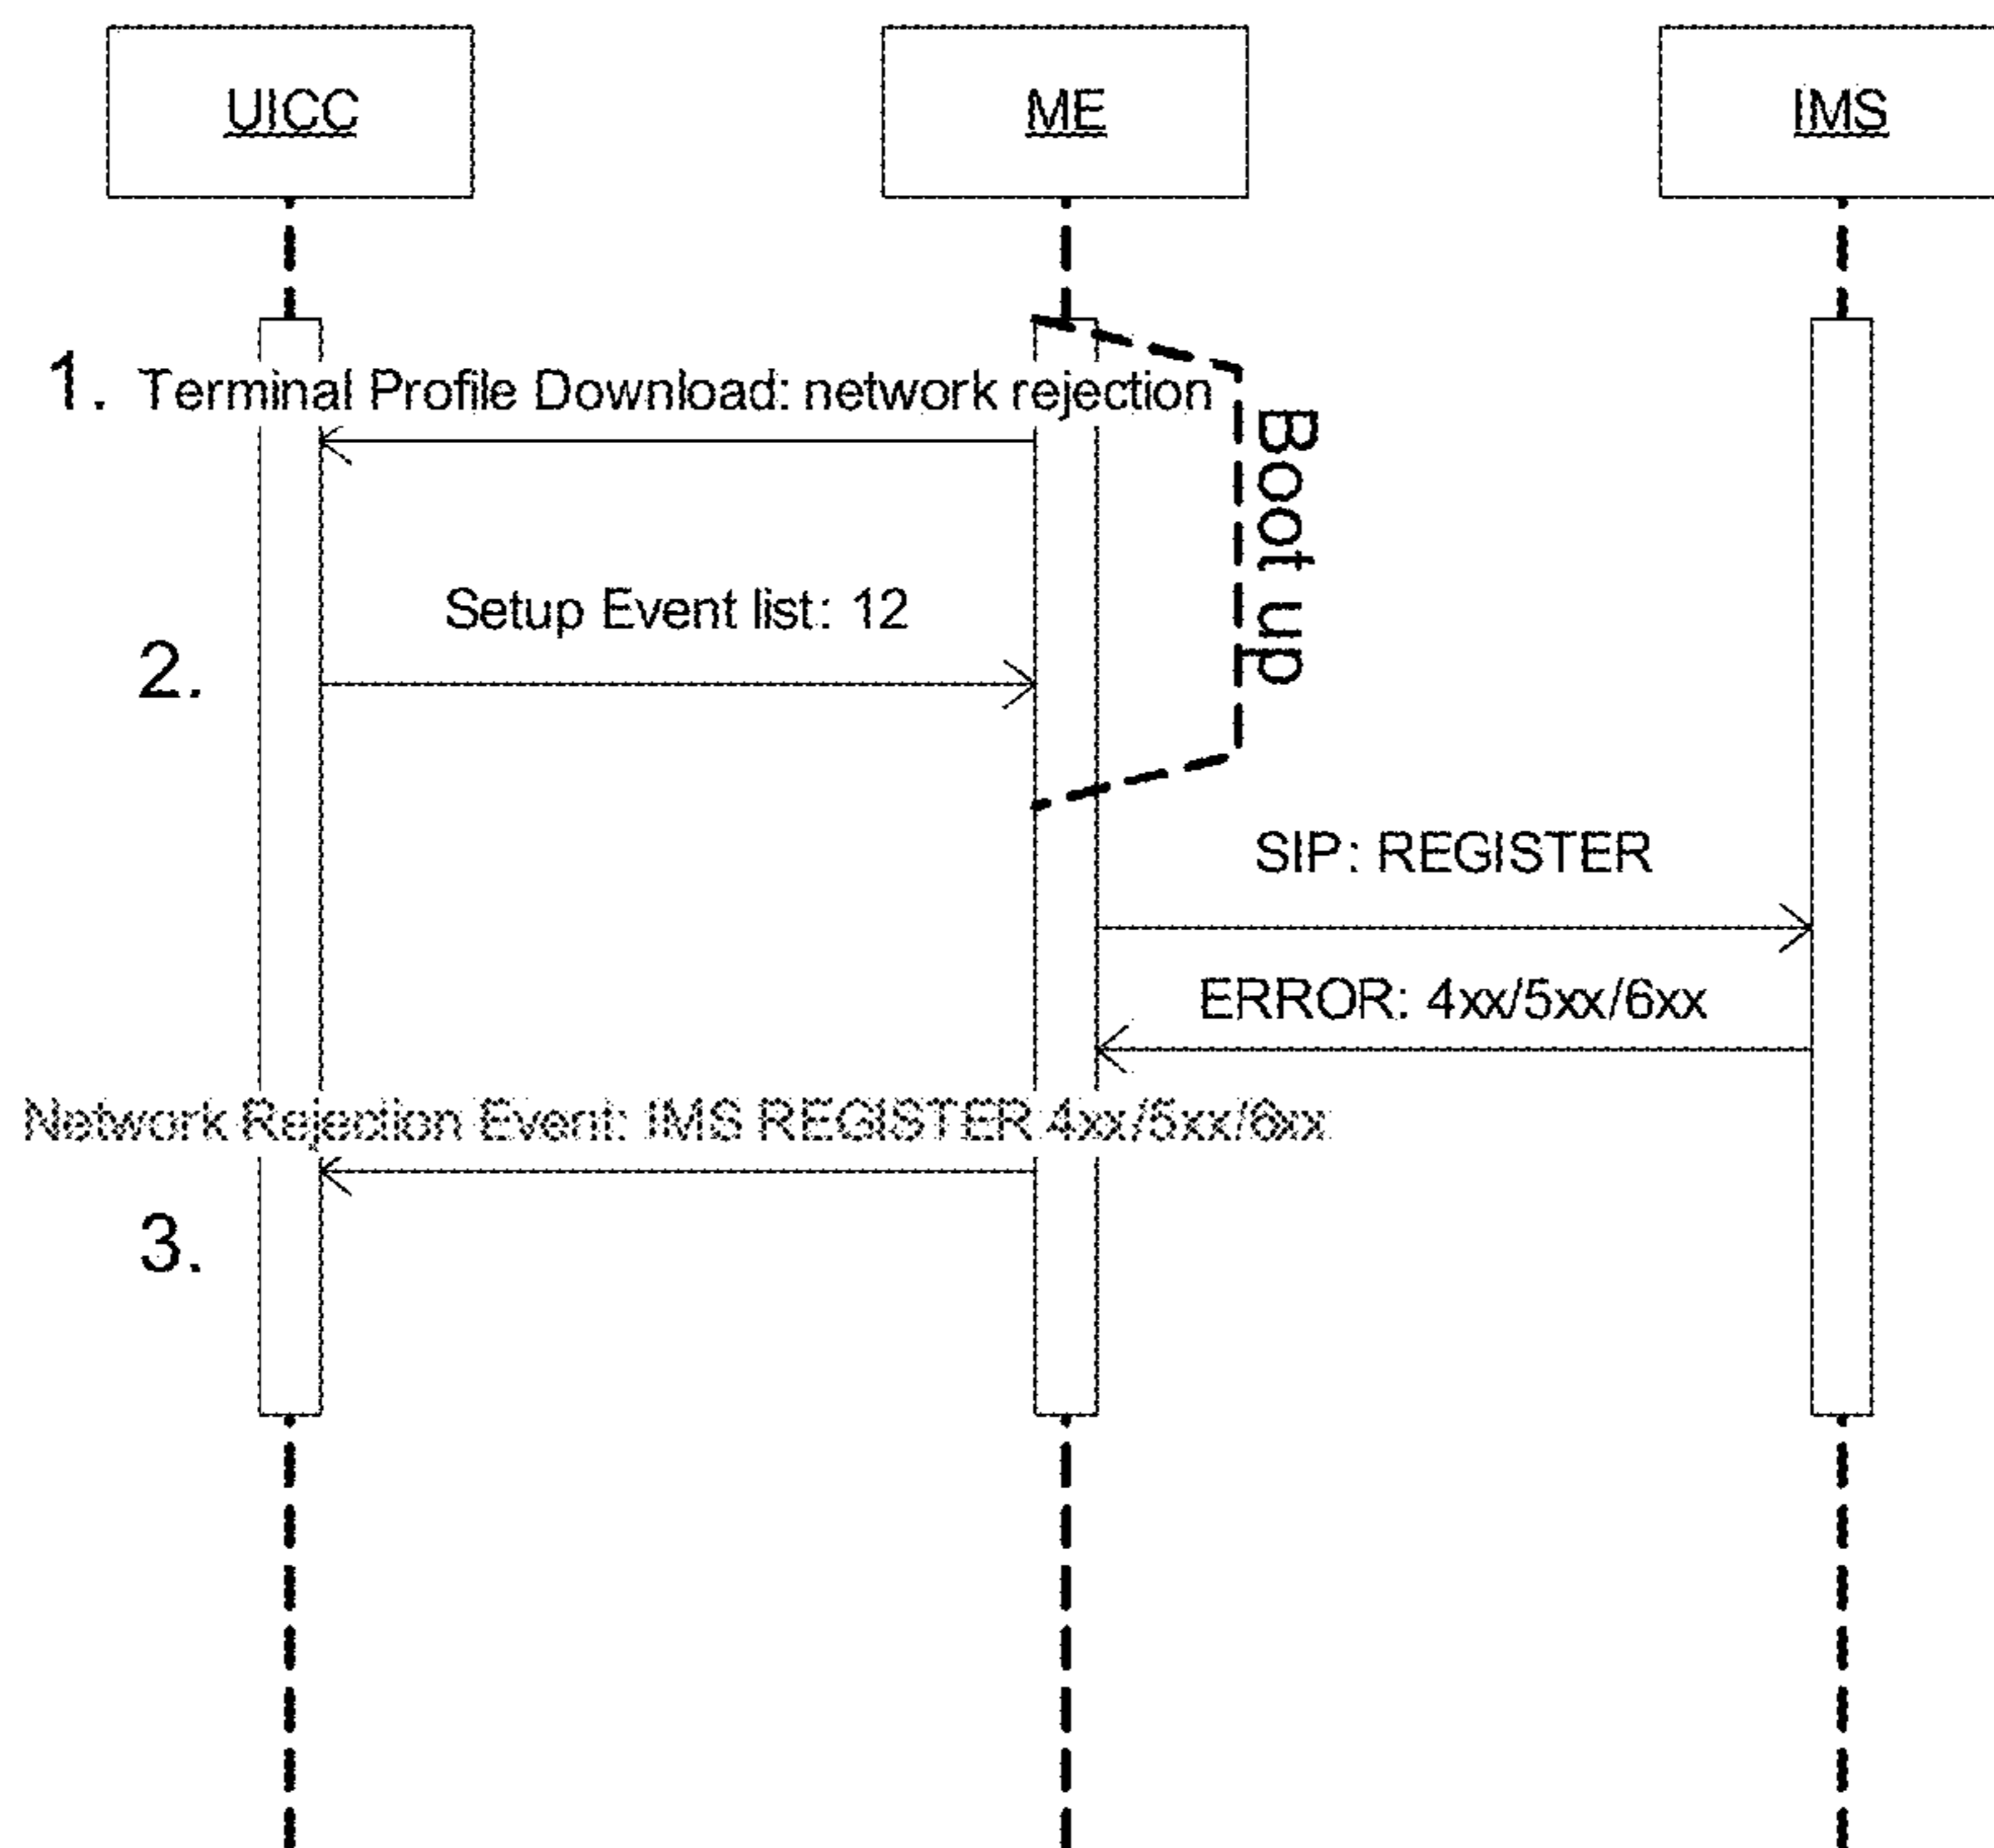 UICC
ME
IMS
1. Terminal Profile Download: network rejection
Boot up
Setup Event list: 12
2.
SIP: REGISTER
ERROR: 4xx/5xx/6xx
Network Rejection Event: IMS REGISTER 4xx/5xx/6xx
3.